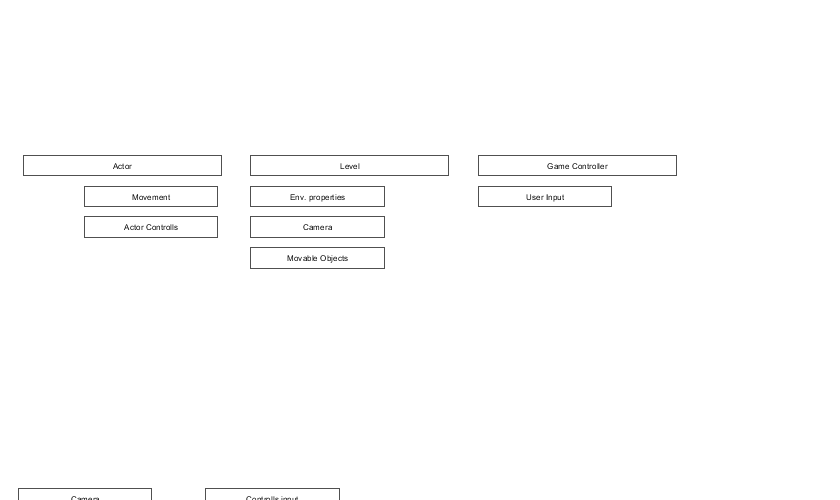 Actor
Level
Game Controller
Movement
Env. properties
User Input
Actor Controlls
Camera
Movable Objects
Camera
Controlls input